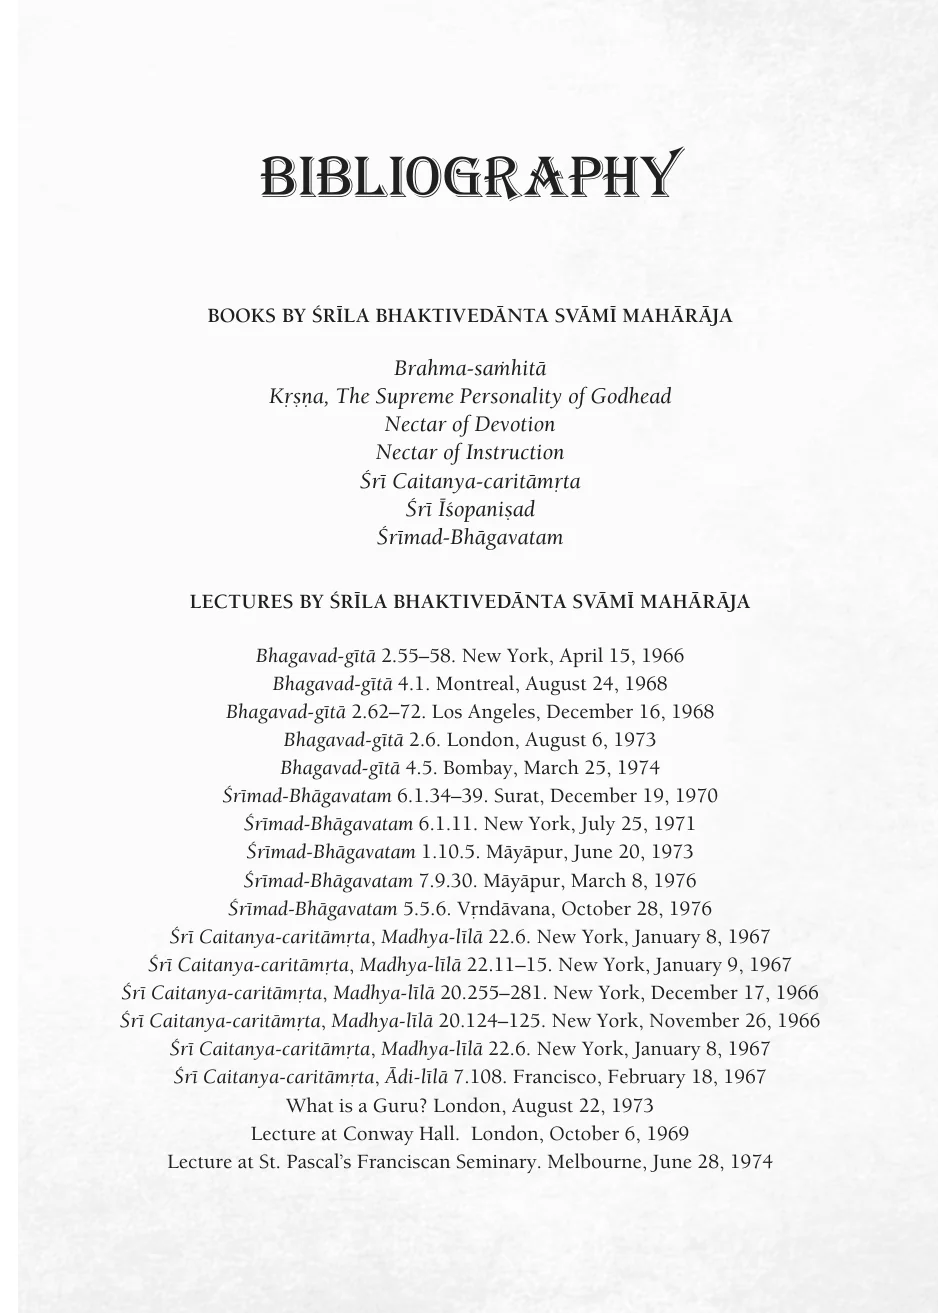 BIBLIOGRAPHY
BOOKS BY ŚRĪLA BHAKTIVEDĀNTA SVĀMĪ MAHĀRĀJA
Brahma-saṁhitā
Kṛṣṇa, The Supreme Personality of Godhead
Nectar of Devotion
Nectar of Instruction
Śrī Caitanya-caritāmṛta
Śrī Īśopaniṣad
Śrīmad-Bhāgavatam
LECTURES BY ŚRĪLA BHAKTIVEDĀNTA SVĀMĪ MAHĀRĀJA
Bhagavad-gītā 2.55–58. New York, April 15, 1966
Bhagavad-gītā 4.1. Montreal, August 24, 1968
Bhagavad-gītā 2.62–72. Los Angeles, December 16, 1968
Bhagavad-gītā 2.6. London, August 6, 1973
Bhagavad-gītā 4.5. Bombay, March 25, 1974
Śrīmad-Bhāgavatam 6.1.34–39. Surat, December 19, 1970
Śrīmad-Bhāgavatam 6.1.11. New York, July 25, 1971
Śrīmad-Bhāgavatam 1.10.5. Māyāpur, June 20, 1973
Śrīmad-Bhāgavatam 7.9.30. Māyāpur, March 8, 1976
Śrīmad-Bhāgavatam 5.5.6. Vṛndāvana, October 28, 1976
Śrī Caitanya-caritāmṛta, Madhya-līlā 22.6. New York, January 8, 1967
Śrī Caitanya-caritāmṛta, Madhya-līlā 22.11–15. New York, January 9, 1967
Śrī Caitanya-caritāmṛta, Madhya-līlā 20.255–281. New York, December 17, 1966
Śrī Caitanya-caritāmṛta, Madhya-līlā 20.124–125. New York, November 26, 1966
Śrī Caitanya-caritāmṛta, Madhya-līlā 22.6. New York, January 8, 1967
Śrī Caitanya-caritāmṛta, Ādi-līlā 7.108. Francisco, February 18, 1967
What is a Guru? London, August 22, 1973
Lecture at Conway Hall.  London, October 6, 1969
Lecture at St. Pascal’s Franciscan Seminary. Melbourne, June 28, 1974